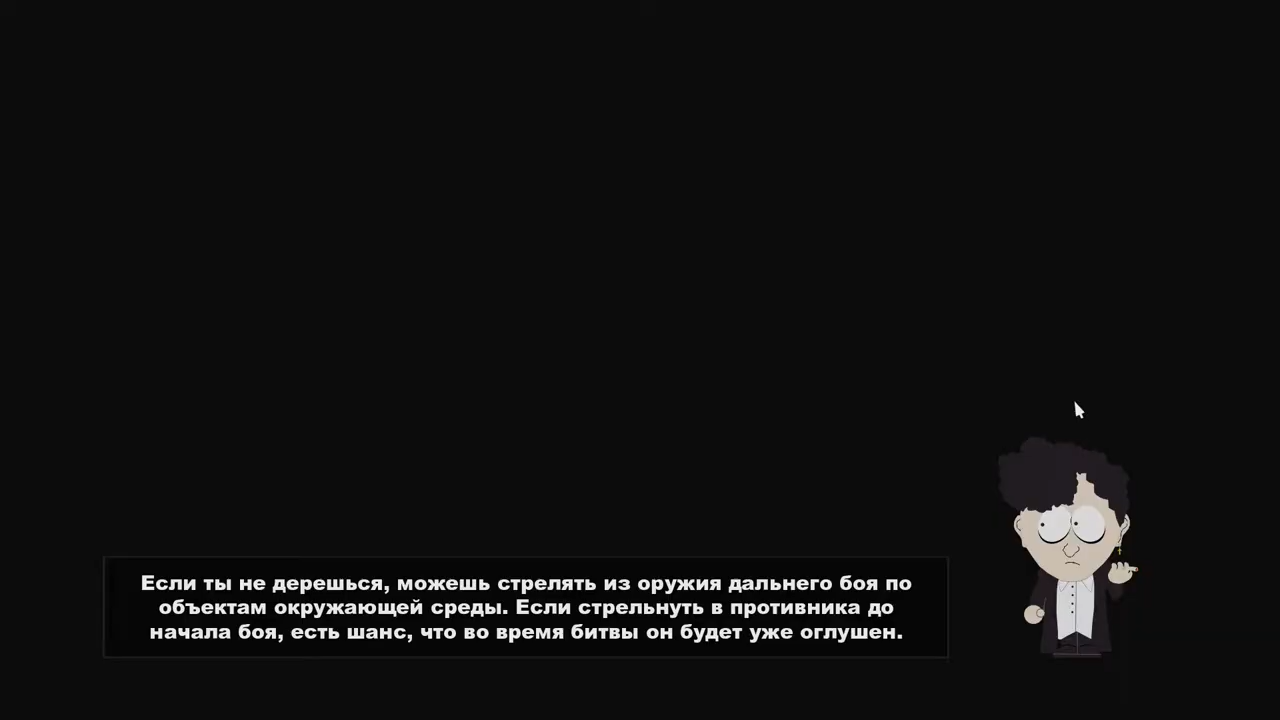 Если ты не дерешься, можешь стрелять из оружия дальнего боя по
объектам окружающей среды. Если стрельнуть в противника до
начала боя, есть шанс, что во время битвы он будет уже оглушен.